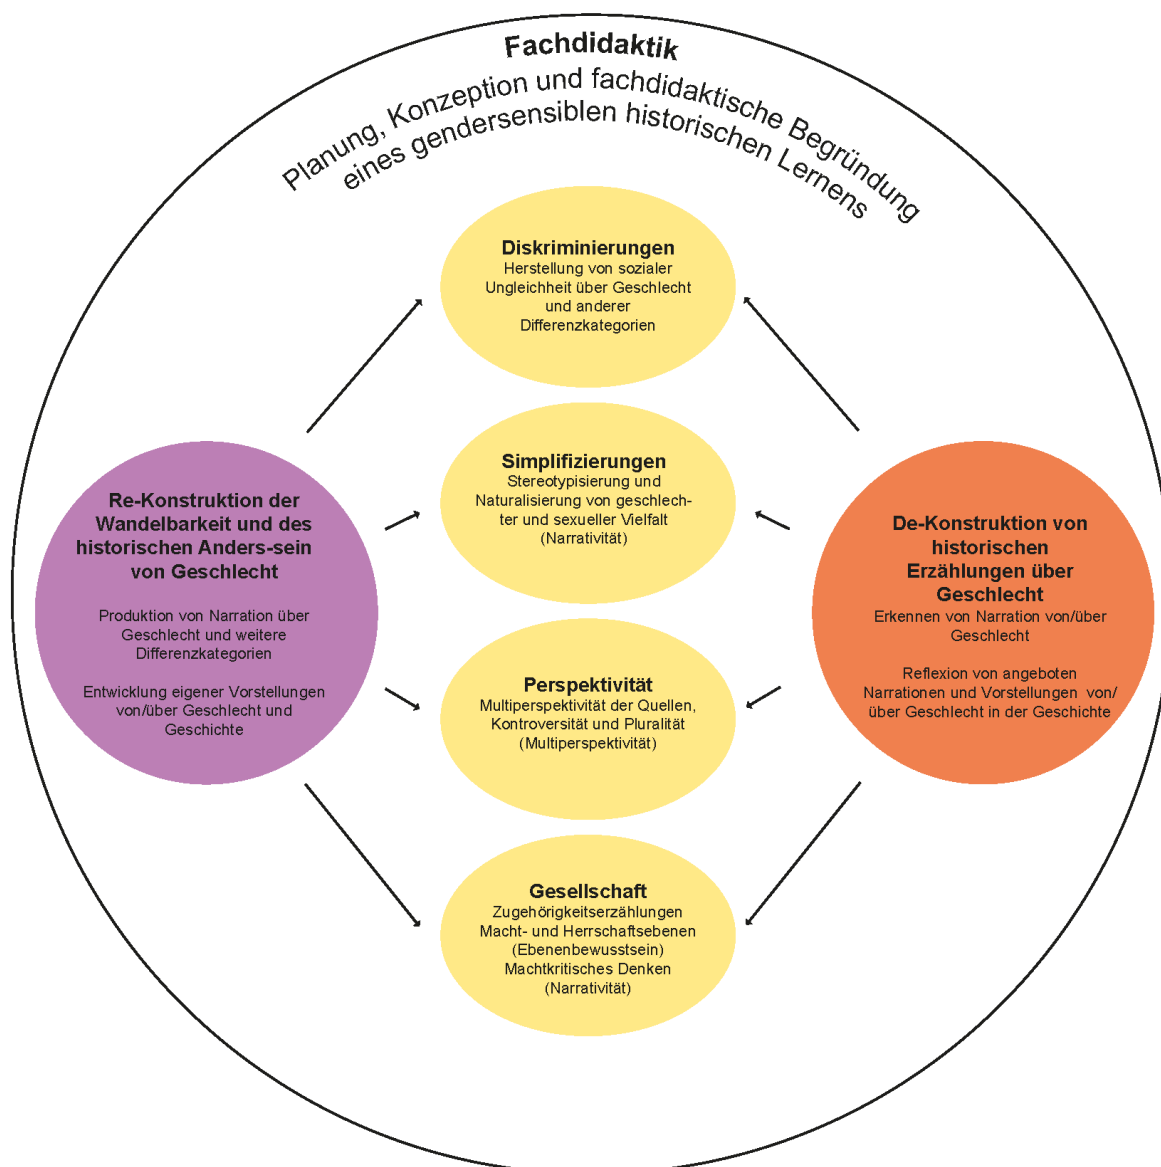 Fachdidaktik
Planung, Konzeption und fachdidaktische Begründung
eines gendersensiblen historischen Lernens
Diskriminierungen
Herstellung von sozialer
Ungleichheit über Geschlecht
und anderer
Differenzkategorien
Simplifizierungen
Stereotypisierung und
Naturalisierung von geschlech-
ter und sexueller Vielfalt
(Narrativität)
Re-Konstruktion der
Wandelbarkeit und des
historischen Anders-sein
von Geschlecht
Produktion von Narration über
Geschlecht und weitere
Differenzkategorien
Entwicklung eigener Vorstellungen
von/über Geschlecht und
Geschichte
De-Konstruktion von
historischen
Erzählungen über
Geschlecht
Erkennen von Narration von/über
Geschlecht
Reflexion von angeboten
Narrationen und Vorstellungen von/
über Geschlecht in der Geschichte
Perspektivität
Multiperspektivität der Quellen,
Kontroversität und Pluralität
(Multiperspektivität)
Gesellschaft
Zugehörigkeitserzählungen
Macht- und Herrschaftsebenen
(Ebenenbewusstsein)
Machtkritisches Denken
(Narrativität)